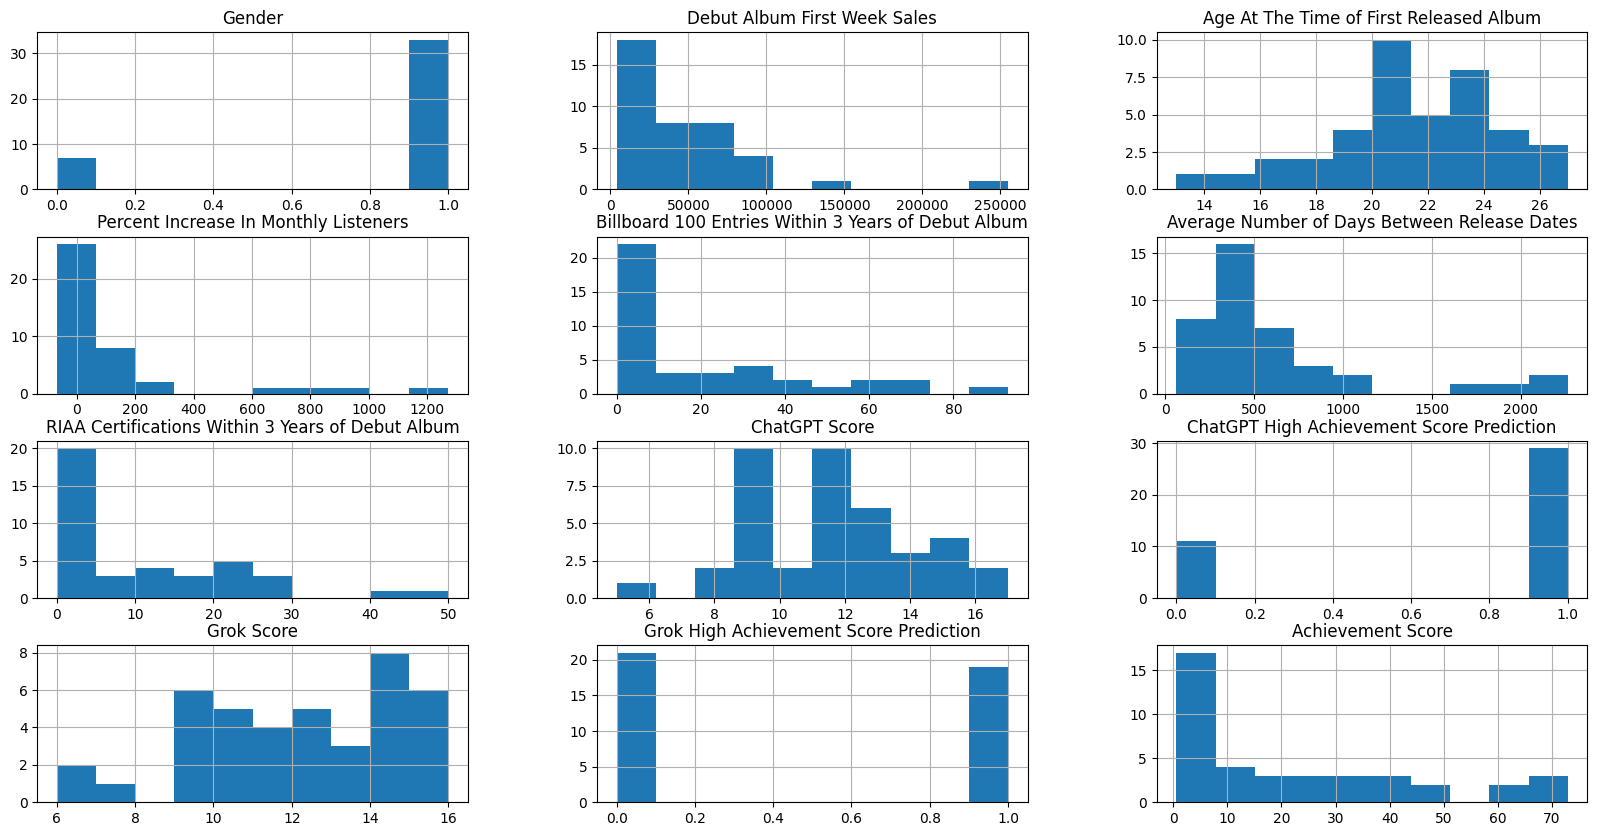 Gender
30
20
10
0
0.0 0.2 0.4 0.6 0.8 1.0
Debut Album First Week Sales
15
10
5
0
0 50000 100000 150000 200000 250000
Age At The Time of First Released Album
10.0
7.5
5.0
2.5
0.0
14 16 18 20 22 24 26
Percent Increase In Monthly Listeners
20
10
0
0 200 400 600 800 1000 1200
Billboard 100 Entries Within 3 Years of Debut Album
20
15
10
5
0
0 20 40 60 80
Average Number of Days Between Release Dates
15
10
5
0
0 500 1000 1500 2000
RIAA Certifications Within 3 Years of Debut Album
20
15
10
5
0
0 10 20 30 40 50
ChatGPT Score
10.0
7.5
5.0
2.5
0.0
6 8 10 12 14 16
ChatGPT High Achievement Score Prediction
30
20
10
0
0.0 0.2 0.4 0.6 0.8 1.0
Grok Score
8
6
4
2
0
6 8 10 12 14 16
Grok High Achievement Score Prediction
20
15
10
5
0
0.0 0.2 0.4 0.6 0.8 1.0
Achievement Score
15
10
5
0
0 10 20 30 40 50 60 70